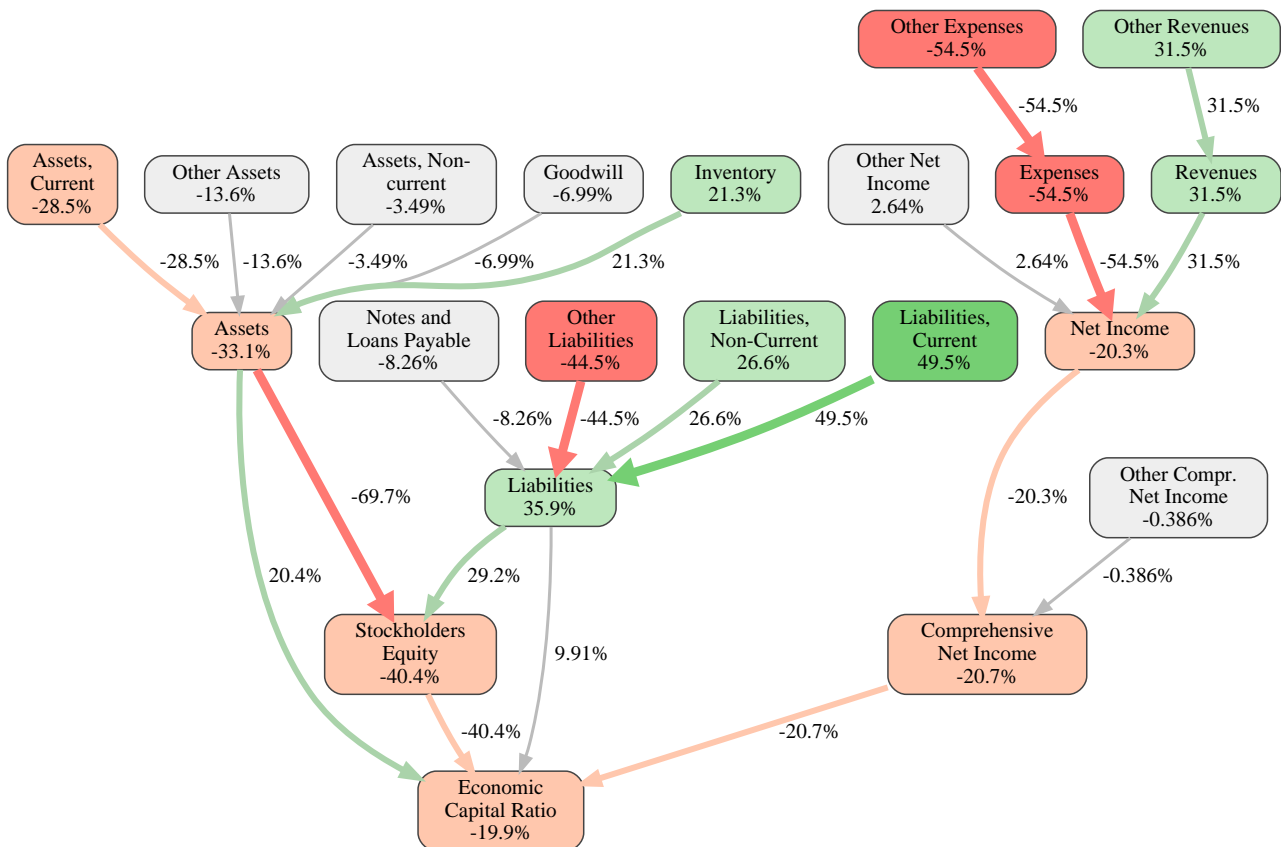 Other Expenses
-54.5%
Other Revenues
31.5%
-54.5%
31.5%
Assets,
Current
-28.5%
Other Assets
-13.6%
Assets, Non-
current
-3.49%
Goodwill
-6.99%
Inventory
21.3%
Other Net
Income
2.64%
Expenses
-54.5%
Revenues
31.5%
-28.5%
-13.6%
-3.49%
-6.99%
21.3%
2.64%
-54.5%
31.5%
Assets
-33.1%
Notes and
Loans Payable
-8.26%
Other
Liabilities
-44.5%
Liabilities,
Non-Current
26.6%
Liabilities,
Current
49.5%
Net Income
-20.3%
-8.26%
-44.5%
26.6%
49.5%
-69.7%
Liabilities
35.9%
-20.3%
Other Compr.
Net Income
-0.386%
20.4%
29.2%
-0.386%
Stockholders
Equity
-40.4%
9.91%
Comprehensive
Net Income
-20.7%
-40.4%
-20.7%
Economic
Capital Ratio
-19.9%